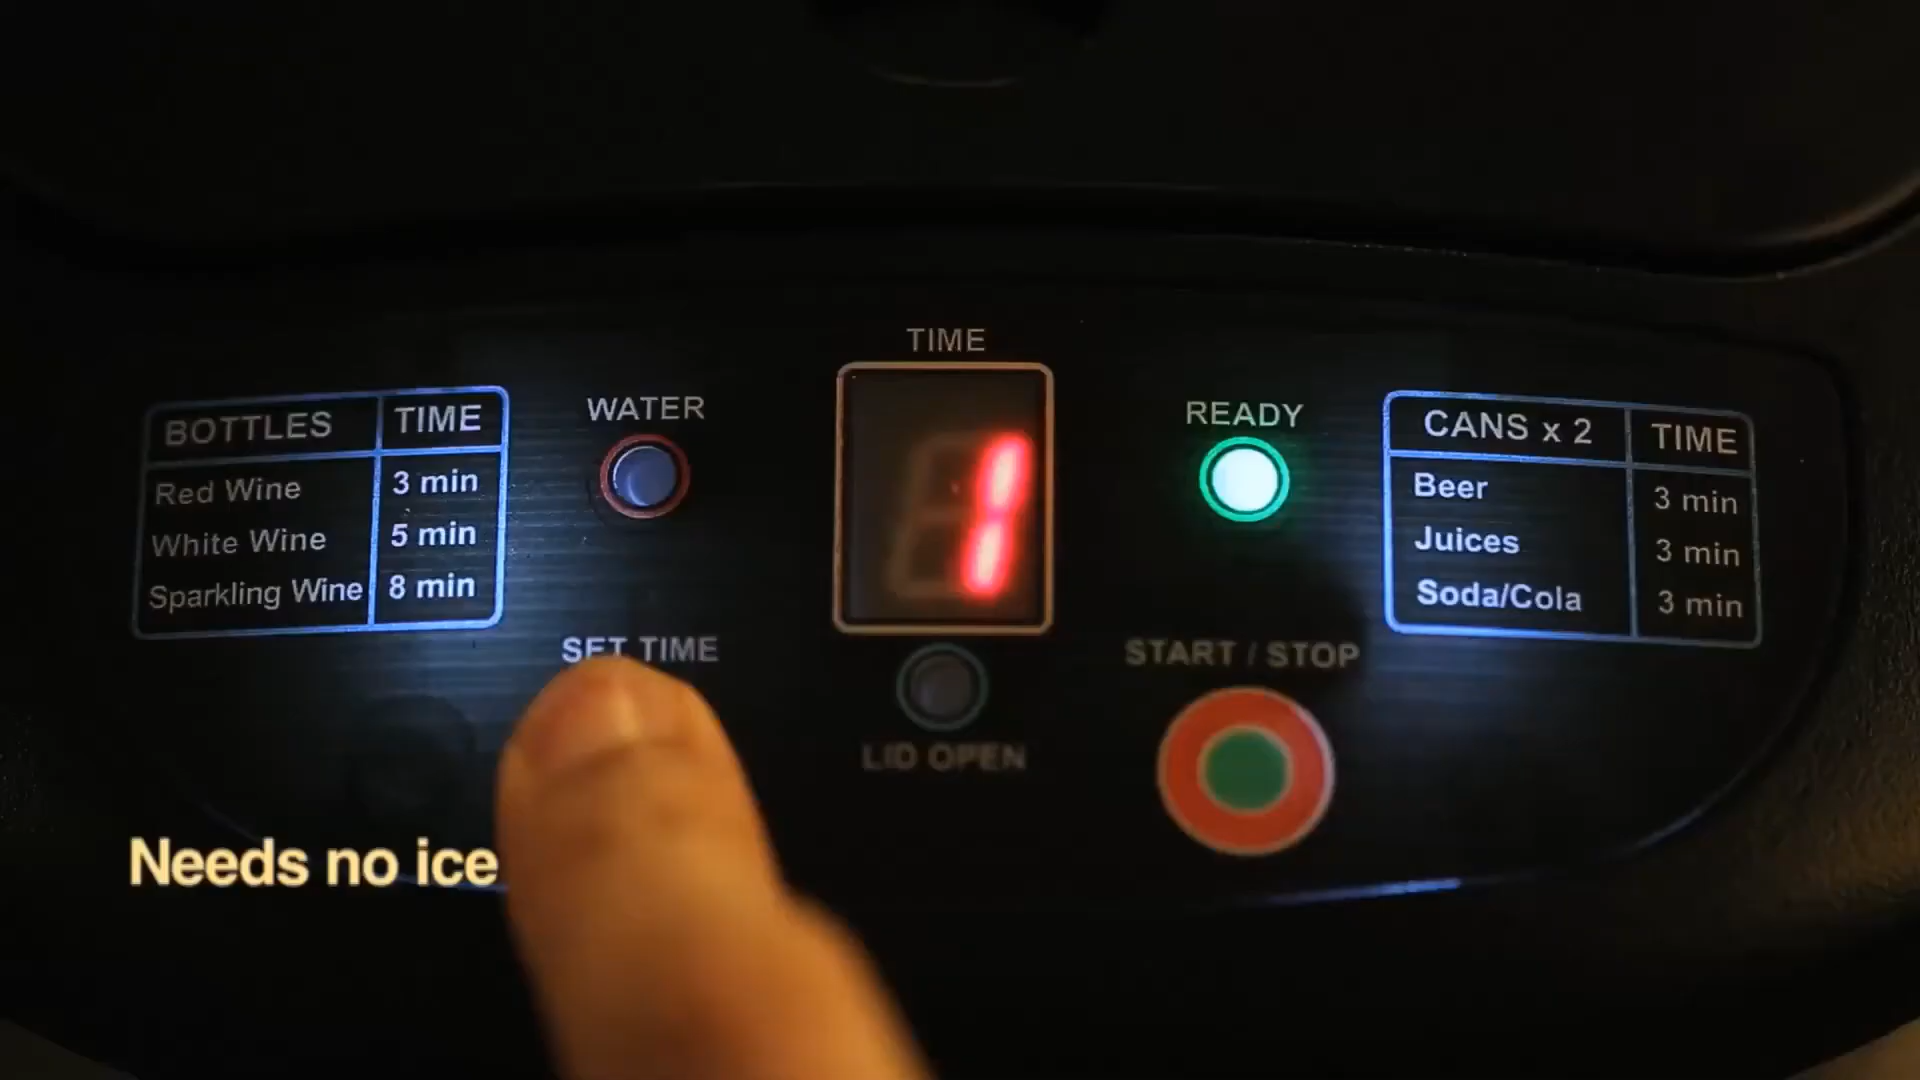 TIME
BOTTLES TIME
Red Wine 3 min
White Wine 5 min
Sparkling Wine 8 min
WATER
1
READY
CANS x 2 TIME
Beer 3 min
Juices 3 min
Soda/Cola 3 min
SET TIME
START / STOP
LID OPEN
Needs no ice